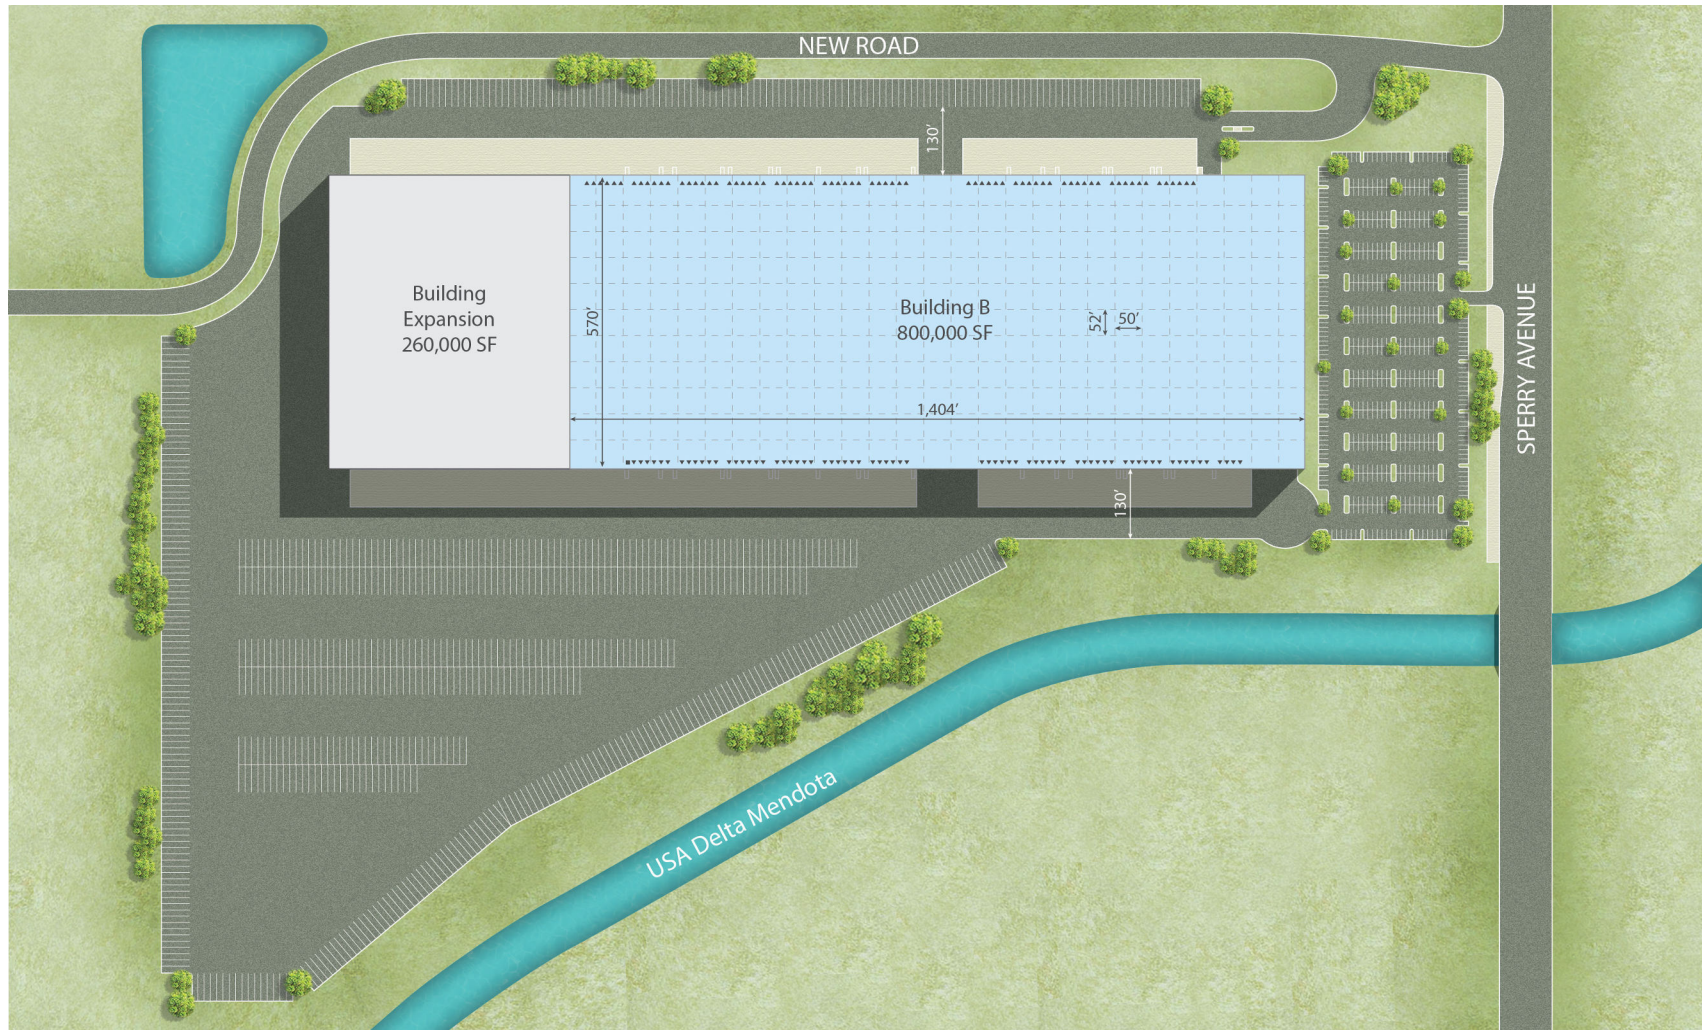 NEW ROAD
130’
Building
Expansion
260,000 SF
570’
Building B
800,000 SF
52’
50’
1,404’
130’
SPERRY AVENUE
USA Delta Mendota